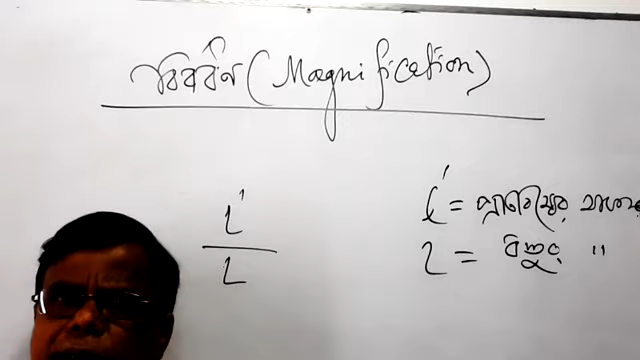 বিবর্ধন (Magnification)
l'
l
l' = প্রতিবিম্বের
l = বস্তুর "